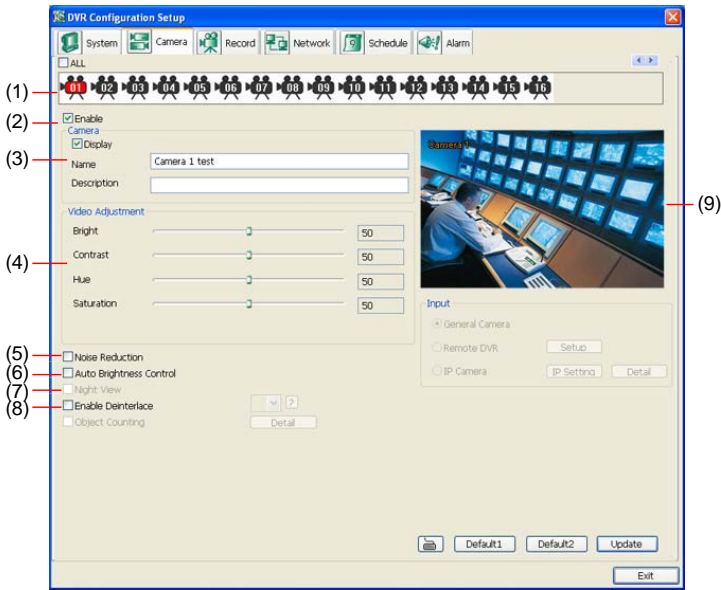 DVR Configuration Setup
System Camera Record Network Schedule Alarm
ALL
(1) 01 02 03 04 05 06 07 08 09 10 11 12 13 14 15 16
(2) Enable
Camera
Display
(3) Name Camera 1 test
Description
Camera 1
(9)
Video Adjustment
Bright 50
(4) Contrast 50
Hue 50
Saturation 50
Input
General Camera
Remote DVR Setup
IP Camera IP Setting Detail
(5) Noise Reduction
(6) Auto Brightness Control
(7) Night View
(8) Enable Deinterlace ?
Object Counting Detail
Default1 Default2 Update
Exit